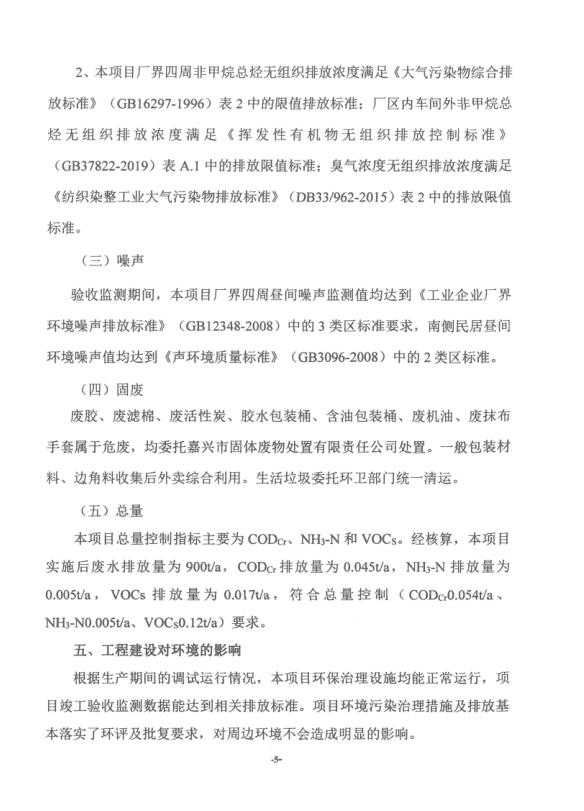 2、本项目厂界四周非甲烷总烃无组织排放浓度满足《大气污染物综合排
放标准》（GB16297-1996）表 2 中的限值排放标准；厂区内车间外非甲烷总
烃无组织排放浓度满足《挥发性有机物无组织排放控制标准》
（GB37822-2019）表 A.1 中的排放限值标准；臭气浓度无组织排放浓度满足
《纺织染整工业大气污染物排放标准》（DB33/962-2015）表 2 中的排放限值
标准。
（三）噪声
验收监测期间，本项目厂界四周昼间噪声监测值均达到《工业企业厂界
环境噪声排放标准》（GB12348-2008）中的 3 类区标准要求，南侧民居昼间
环境噪声值均达到《声环境质量标准》（GB3096-2008）中的 2 类区标准。
（四）固废
废胶、废滤棉、废活性炭、胶水包装桶、含油包装桶、废机油、废抹布
手套属于危废，均委托嘉兴市固体废物处置有限责任公司处置。一般包装材
料、边角料收集后外卖综合利用。生活垃圾委托环卫部门统一清运。
（五）总量
本项目总量控制指标主要为 CODCr、NH3-N 和 VOCS。经核算，本项目
实施后废水排放量为 900t/a，CODCr 排放量为 0.045t/a，NH3-N 排放量为
0.005t/a，VOCs 排放量为 0.017t/a，符合总量控制（CODCr0.054t/a、
NH3-N0.005t/a、VOCS0.12t/a）要求。
五、工程建设对环境的影响
根据生产期间的调试运行情况，本项目环保治理设施均能正常运行，项
目竣工验收监测数据能达到相关排放标准。项目环境污染治理措施及排放基
本落实了环评及批复要求，对周边环境不会造成明显的影响。
-5-